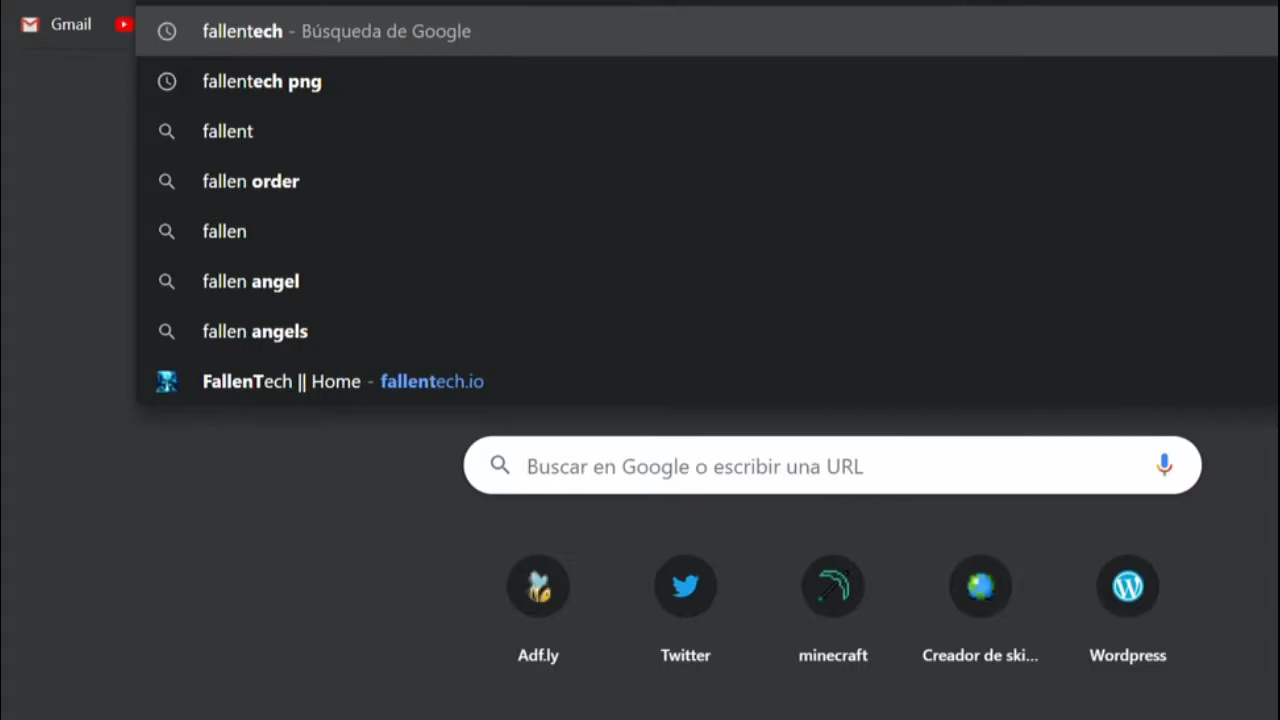 Gmail
fallentech - Búsqueda de Google
fallentech png
fallent
fallen order
fallen
fallen angel
fallen angels
FallenTech || Home - fallentech.io
Buscar en Google o escribir una URL
Adf.ly
Twitter
minecraft
Creador de ski...
Wordpress